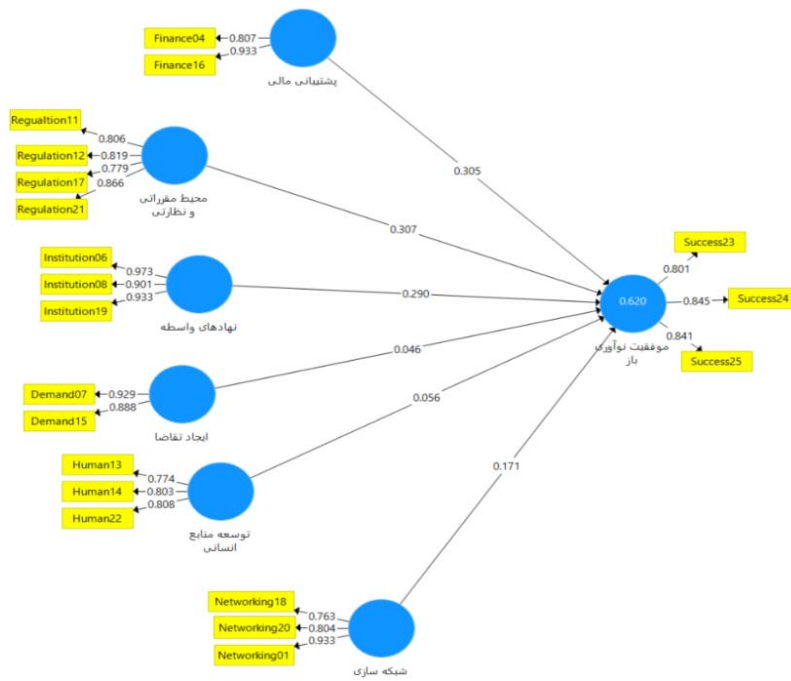 Finance04
0.807
Finance16
0.933
پشتیبانی مالی
0.305
Regualtion11
0.806
Regulation12
0.819
Regulation17
0.779
Regulation21
0.866
محیط مقرراتی
و نظارتی
0.307
Institution06
0.973
Institution08
0.901
Institution19
0.933
نهادهای واسطه
0.290
Success23
0.801
Success24
0.845
Success25
0.841
0.620
موفقیت نوآوری
باز
0.046
Demand07
0.929
Demand15
0.888
ایجاد تقاضا
0.056
Human13
0.774
Human14
0.803
Human22
0.808
توسعه منابع
انسانی
0.171
Networking18
0.763
Networking20
0.804
Networking01
0.933
شبکه سازی